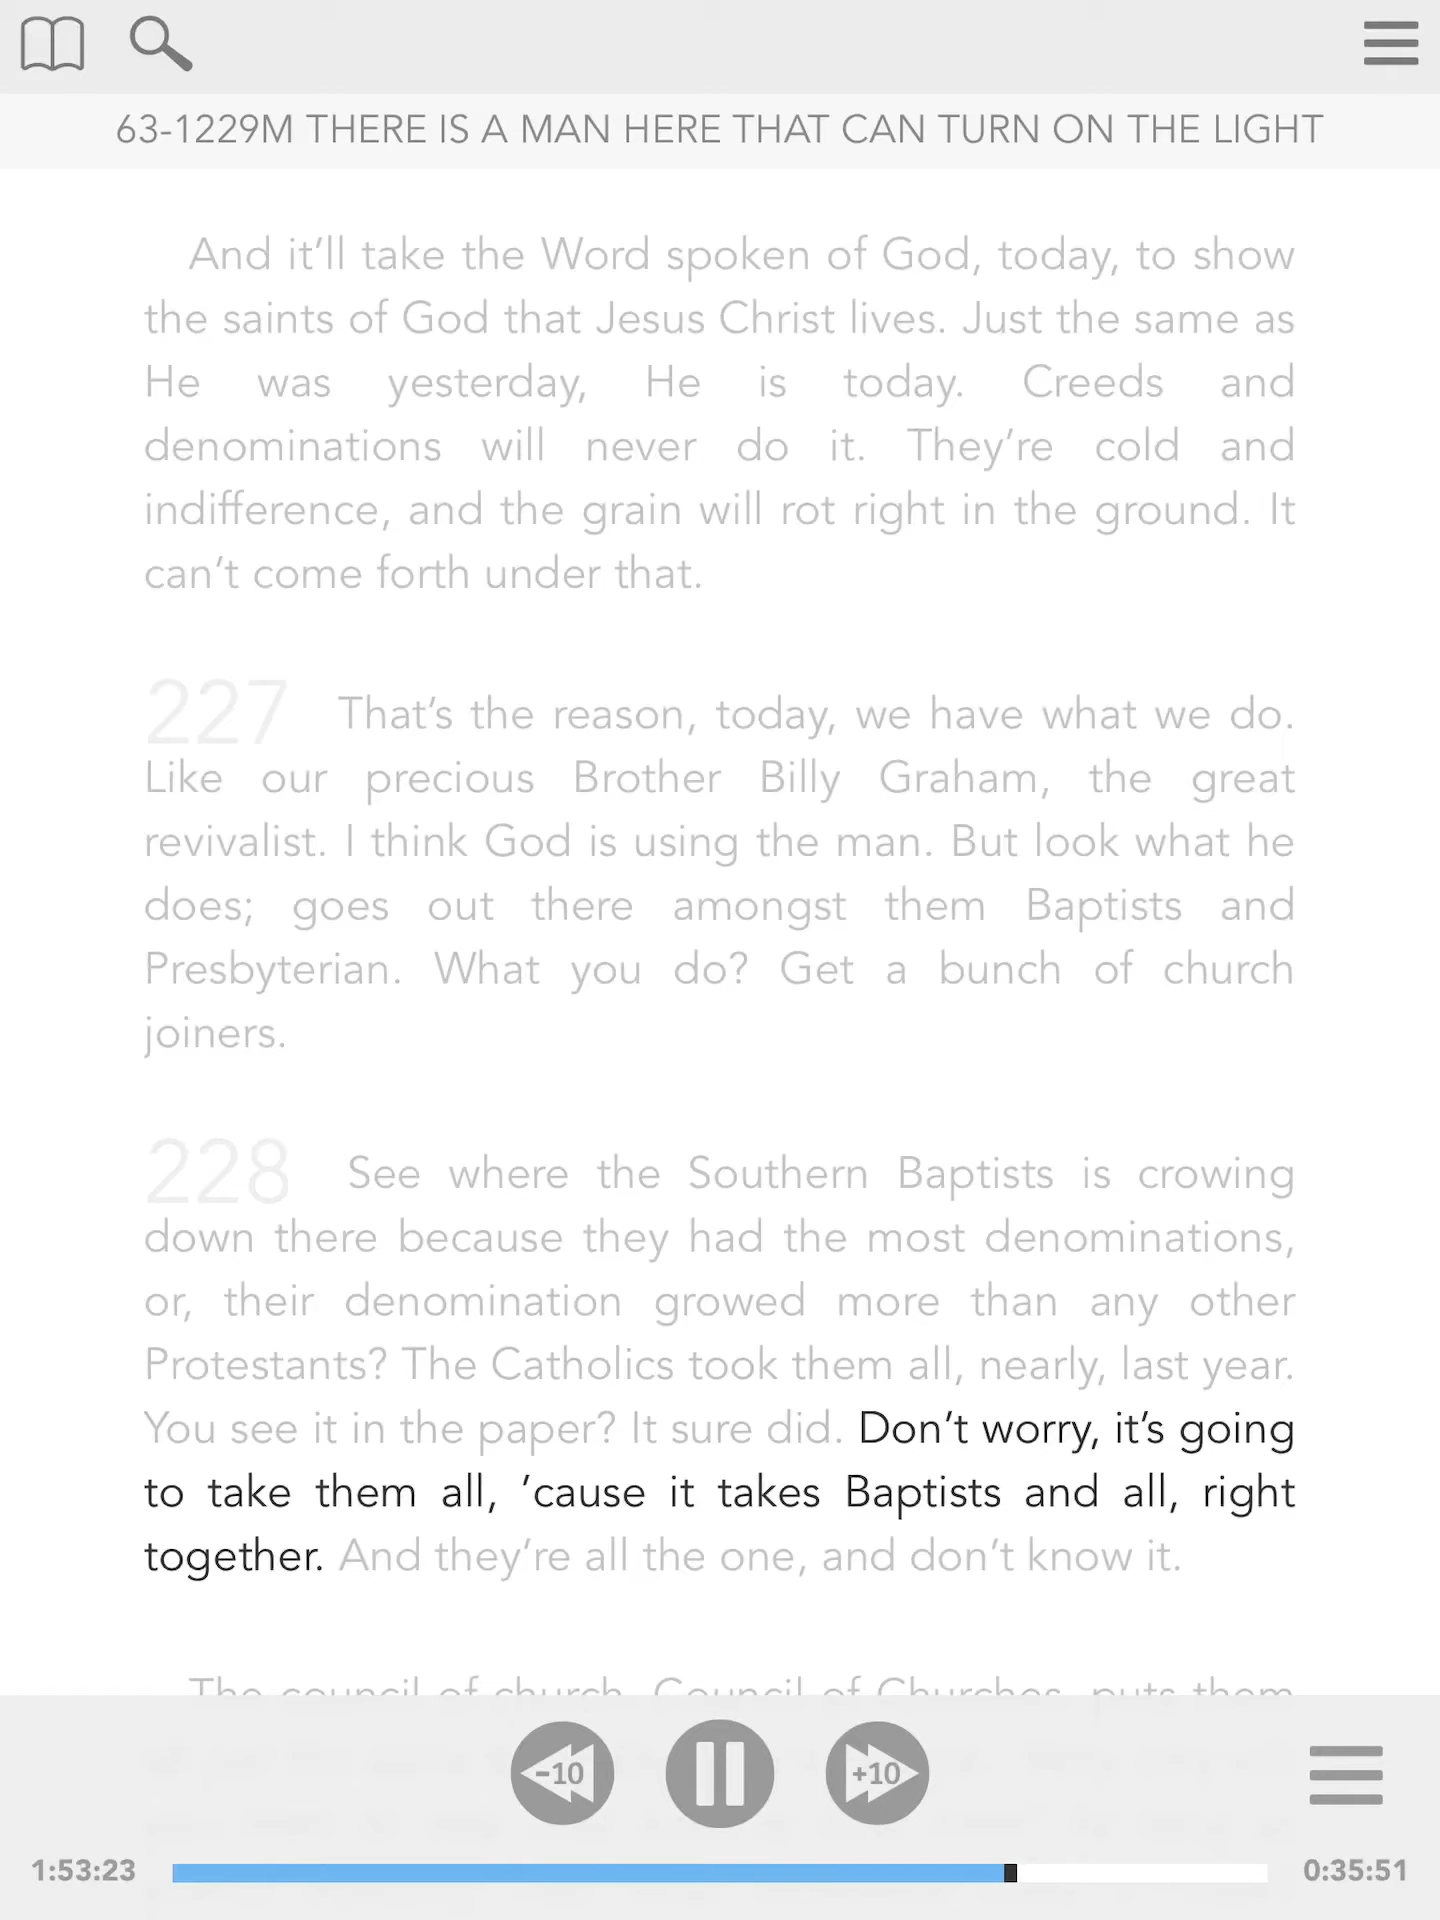 63-1229M THERE IS A MAN HERE THAT CAN TURN ON THE LIGHT
And it’ll take the Word spoken of God, today, to show
the saints of God that Jesus Christ lives. Just the same as
He was yesterday, He is today. Creeds and
denominations will never do it. They’re cold and
indifference, and the grain will rot right in the ground. It
can’t come forth under that.
227 That’s the reason, today, we have what we do.
Like our precious Brother Billy Graham, the great
revivalist. I think God is using the man. But look what he
does; goes out there amongst them Baptists and
Presbyterian. What you do? Get a bunch of church
joiners.
228 See where the Southern Baptists is crowing
down there because they had the most denominations,
or, their denomination growed more than any other
Protestants? The Catholics took them all, nearly, last year.
You see it in the paper? It sure did. Don’t worry, it’s going
to take them all, ’cause it takes Baptists and all, right
together. And they’re all the one, and don’t know it.
The council of church, Council of Churches, puts them
-10 +10
1:53:23 0:35:51